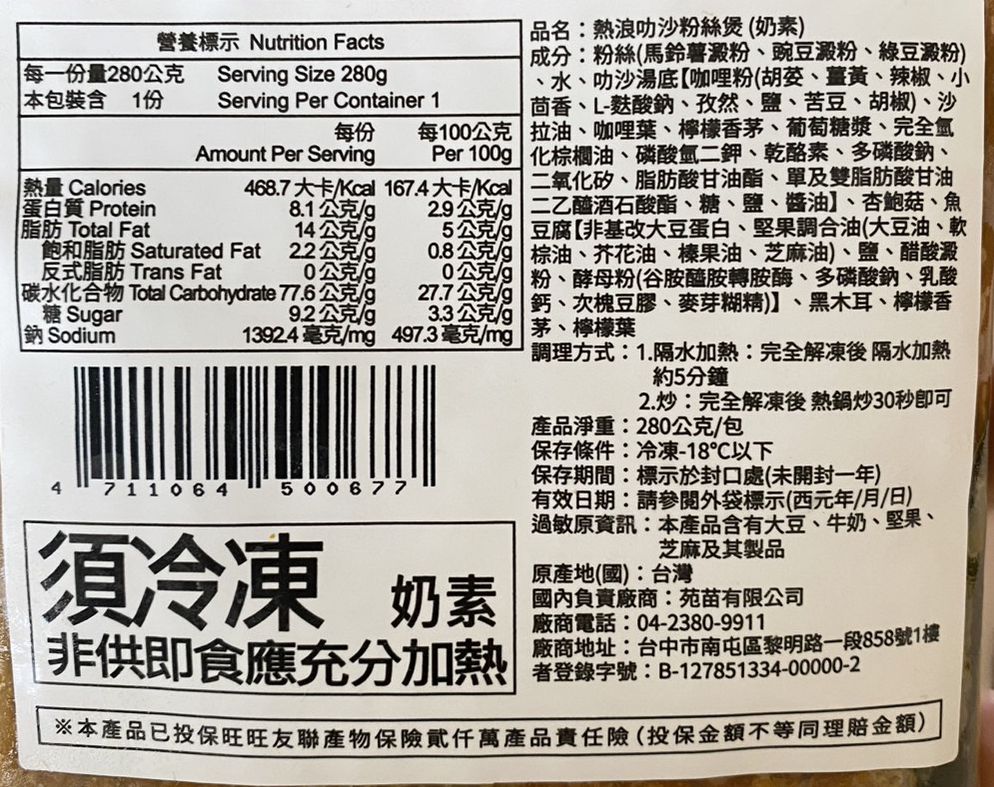 營養標示 Nutrition Facts
每一份量280公克 Serving Size 280g
本包裝含 1份 Serving Per Container 1
每份 每100公克
Amount Per Serving Per 100g
熱量 Calories 468.7 大卡/Kcal 167.4 大卡/Kcal
蛋白質 Protein 8.1 公克/g 2.9 公克/g
脂肪 Total Fat 14 公克/g 5 公克/g
飽和脂肪 Saturated Fat 2.2 公克/g 0.8 公克/g
反式脂肪 Trans Fat 0 公克/g 0 公克/g
碳水化合物 Total Carbohydrate 77.6 公克/g 27.7 公克/g
糖 Sugar 9.2 公克/g 3.3 公克/g
鈉 Sodium 1392.4 毫克/mg 497.3 毫克/mg
4 711064 500677
須冷凍 奶素
非供即食應充分加熱
品名：熱浪叻沙粉絲煲 (奶素)
成分：粉絲(馬鈴薯澱粉、豌豆澱粉、綠豆澱粉)
、水、叻沙湯底【咖哩粉(胡荽、薑黃、辣椒、小
茴香、L-麩酸鈉、孜然、鹽、苦豆、胡椒)、沙
拉油、咖哩葉、檸檬香茅、葡萄糖漿、完全氫
化棕櫚油、磷酸氫二鉀、乾酪素、多磷酸鈉、
二氧化矽、脂肪酸甘油酯、單及雙脂肪酸甘油
二乙醯酒石酸酯、糖、鹽、醬油】、杏鮑菇、魚
豆腐【非基改大豆蛋白、堅果調合油(大豆油、軟
棕油、芥花油、榛果油、芝麻油)、鹽、醋酸澱
粉、酵母粉(谷胺醯胺轉胺酶、多磷酸鈉、乳酸
鈣、次槐豆膠、麥芽糊精)】、黑木耳、檸檬香
茅、檸檬葉
調理方式：1.隔水加熱：完全解凍後 隔水加熱
約5分鐘
2.炒：完全解凍後 熱鍋炒30秒即可
產品淨重：280公克/包
保存條件：冷凍-18℃以下
保存期間：標示於封口處(未開封一年)
有效日期：請參閱外袋標示(西元年/月/日)
過敏原資訊：本產品含有大豆、牛奶、堅果、
芝麻及其製品
原產地(國)：台灣
國內負責廠商：苑苗有限公司
廠商電話：04-2380-9911
廠商地址：台中市南屯區黎明路一段858號1樓
者登錄字號：B-127851334-00000-2
※本產品已投保旺旺友聯產物保險貳仟萬產品責任險 (投保金額不等同理賠金額)